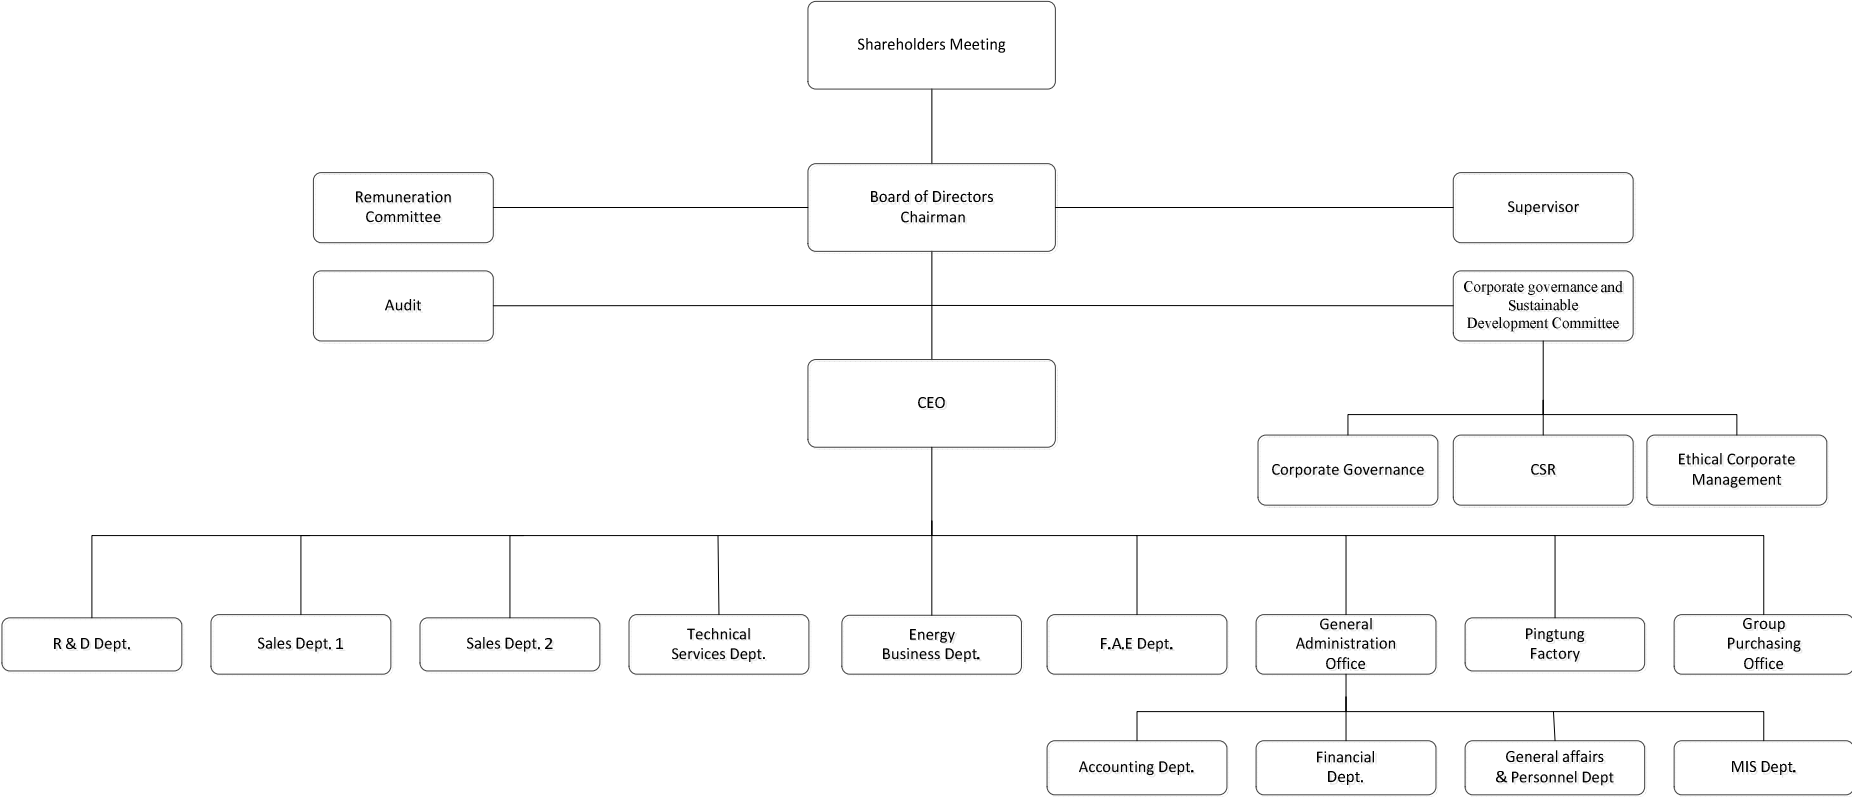 Shareholders Meeting
Remuneration
Committee
Board of Directors
Chairman
Supervisor
Audit
Corporate governance and
Sustainable
Development Committee
CEO
Corporate Governance
CSR
Ethical Corporate
Management
R & D Dept.
Sales Dept. 1
Sales Dept. 2
Technical
Services Dept.
Energy
Business Dept.
F.A.E Dept.
General
Administration
Office
Pingtung
Factory
Group
Purchasing
Office
Accounting Dept.
Financial
Dept.
General affairs
& Personnel Dept
MIS Dept.